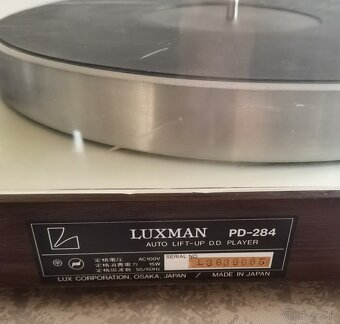 LUXMAN PD-284
AUTO LIFT-UP D.D. PLAYER
定格電圧 AC100V
定格消費電力 15W
定格周波数 50/60Hz
SERIAL NO.
LUX CORPORATION, OSAKA, JAPAN / MADE IN JAPAN